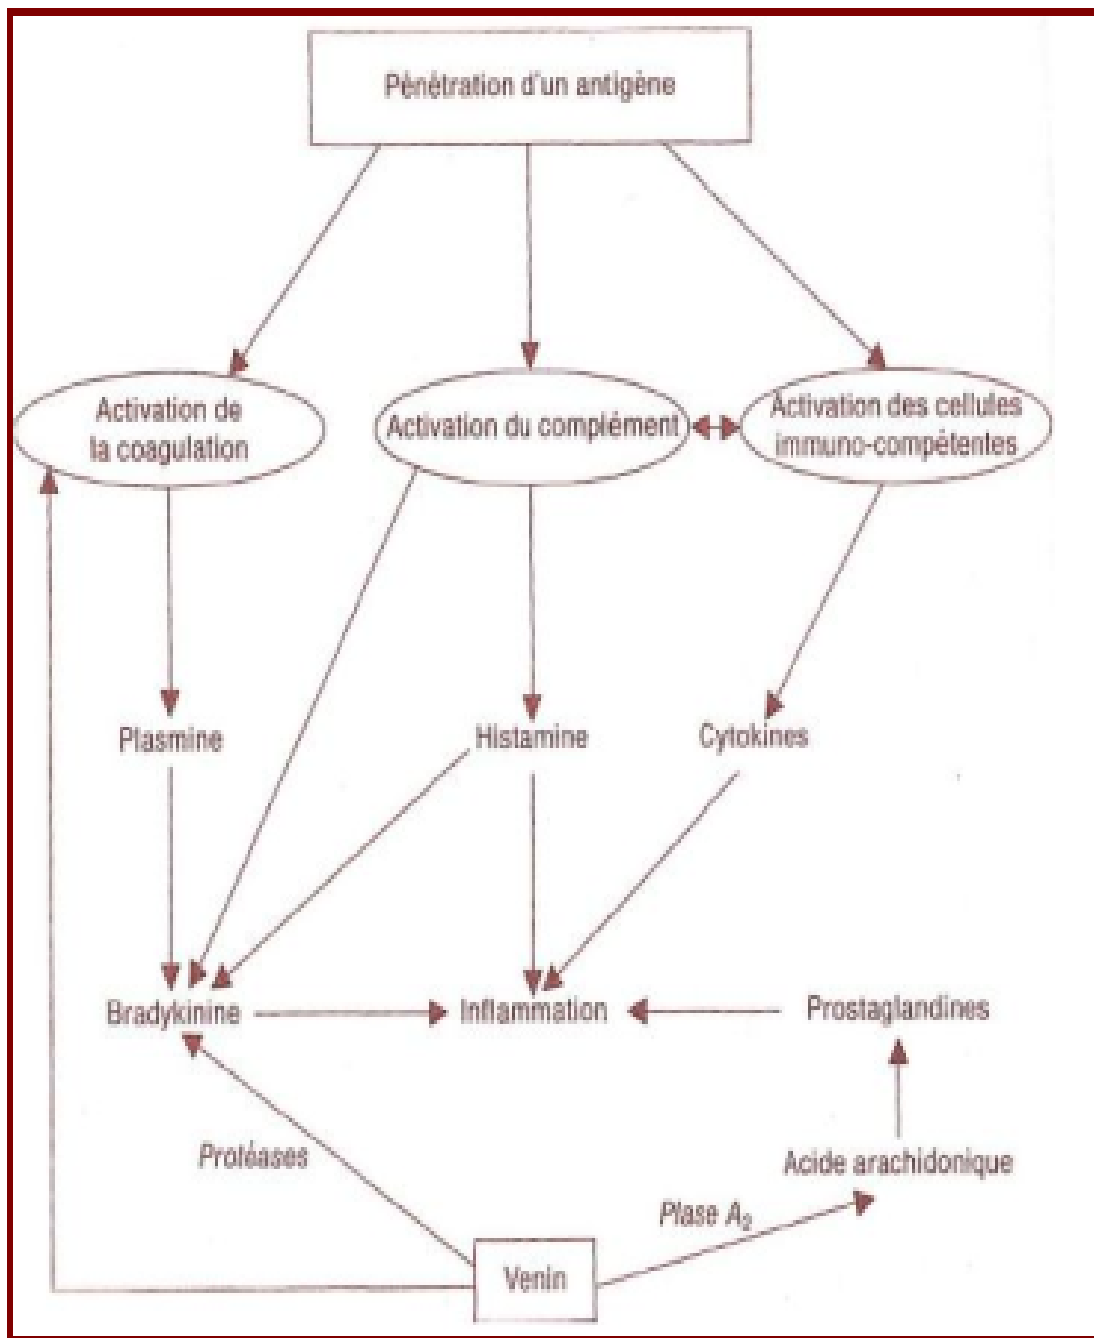 Pénétration d'un antigène
Activation de
la coagulation
Activation du complément
Activation des cellules
immuno-compétentes
Plasmine
Histamine
Cytokines
Bradykinine
Inflammation
Prostaglandines
Protéases
Acide arachidonique
Plase A₂
Venin